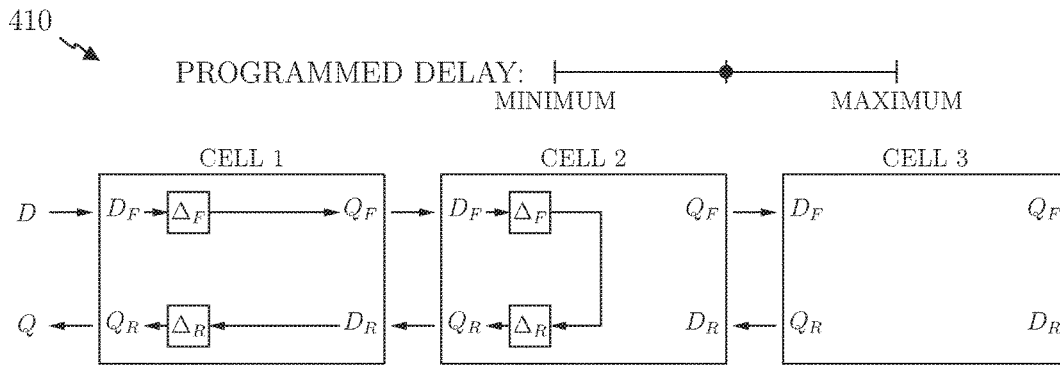 410
PROGRAMMED DELAY:
MINIMUM MAXIMUM
CELL 1 CELL 2 CELL 3
D D_F Δ_F Q_F D_F Δ_F Q_F D_F Q_F
Q Q_R Δ_R D_R Q_R Δ_R D_R Q_R D_R